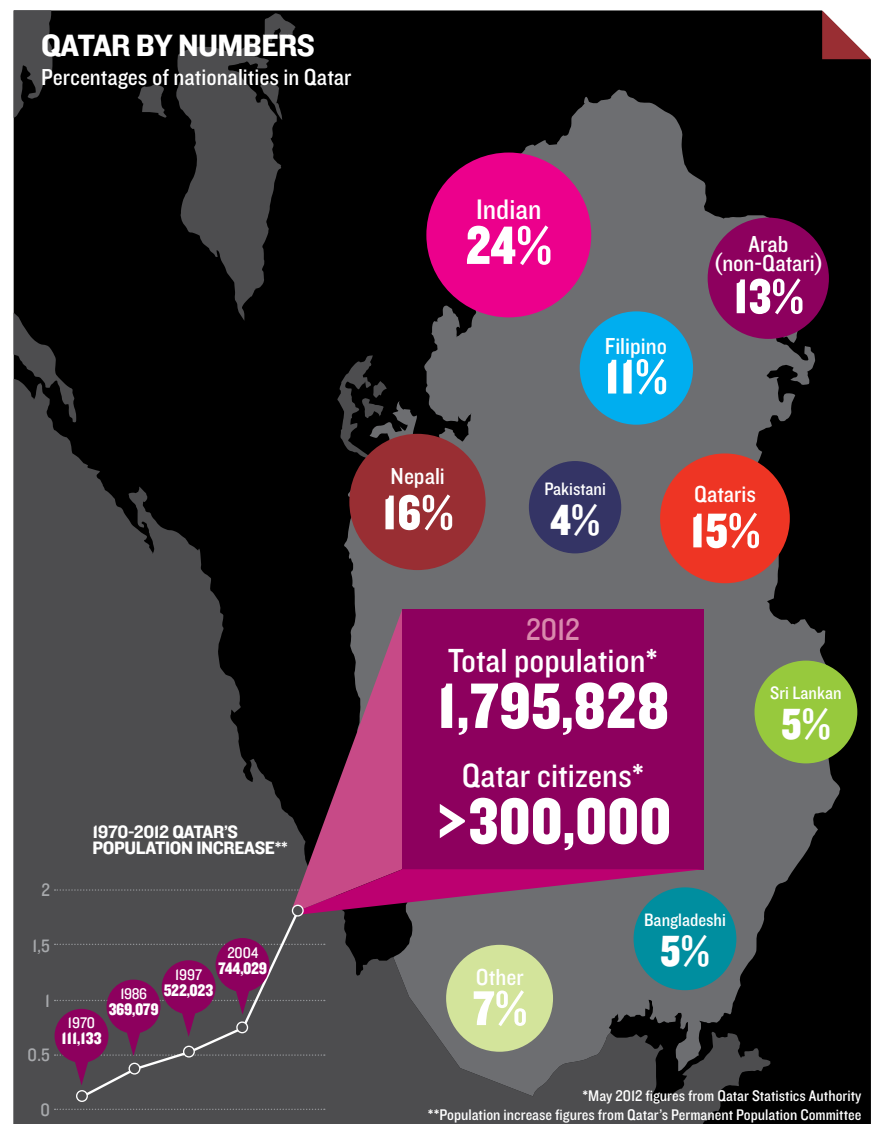 QATAR BY NUMBERS
Percentages of nationalities in Qatar
Indian
24%
Arab
(non-Qatari)
13%
Filipino
11%
Nepali
16%
Pakistani
4%
Qataris
15%
2012
Total population*
1,795,828
Qatar citizens*
>300,000
Sri Lankan
5%
1970-2012 QATAR'S
POPULATION INCREASE**
2
1,5
1
0.5
0
1970
111,133
1986
369,079
1997
522,023
2004
744,029
Bangladeshi
5%
Other
7%
*May 2012 figures from Qatar Statistics Authority
**Population increase figures from Qatar's Permanent Population Committee